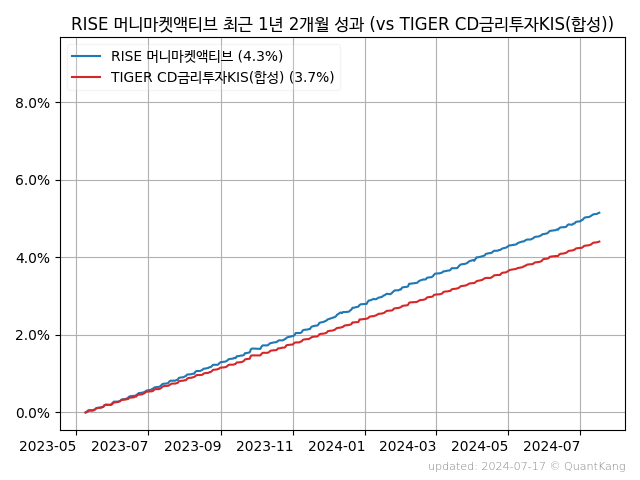 RISE 머니마켓액티브 최근 1년 2개월 성과 (vs TIGER CD금리투자KIS(합성))
RISE 머니마켓액티브 (4.3%)
TIGER CD금리투자KIS(합성) (3.7%)
8.0%
6.0%
4.0%
2.0%
0.0%
2023-05 2023-07 2023-09 2023-11 2024-01 2024-03 2024-05 2024-07
updated: 2024-07-17 © QuantKang